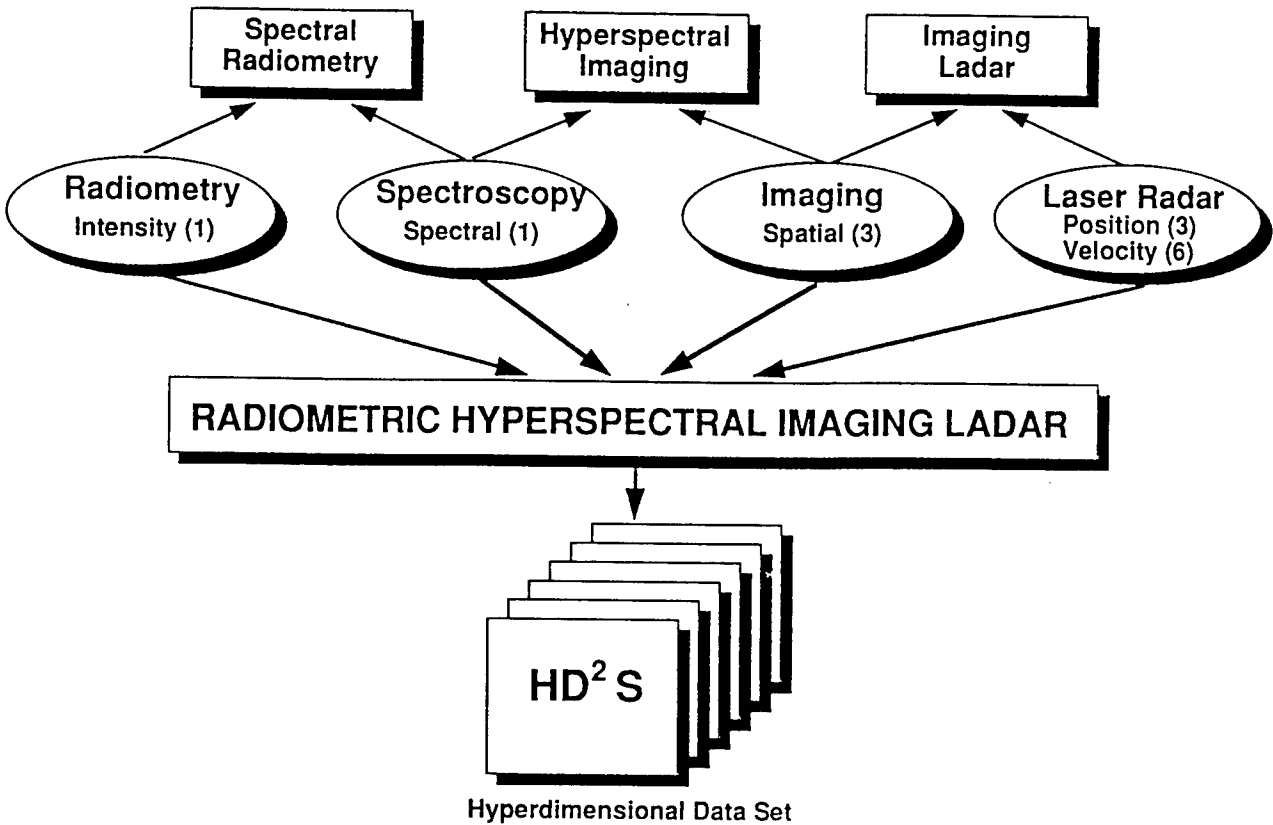 Spectral
Radiometry
Hyperspectral
Imaging
Imaging
Ladar
Radiometry
Intensity (1)
Spectroscopy
Spectral (1)
Imaging
Spatial (3)
Laser Radar
Position (3)
Velocity (6)
RADIOMETRIC HYPERSPECTRAL IMAGING LADAR
HD² S
Hyperdimensional Data Set